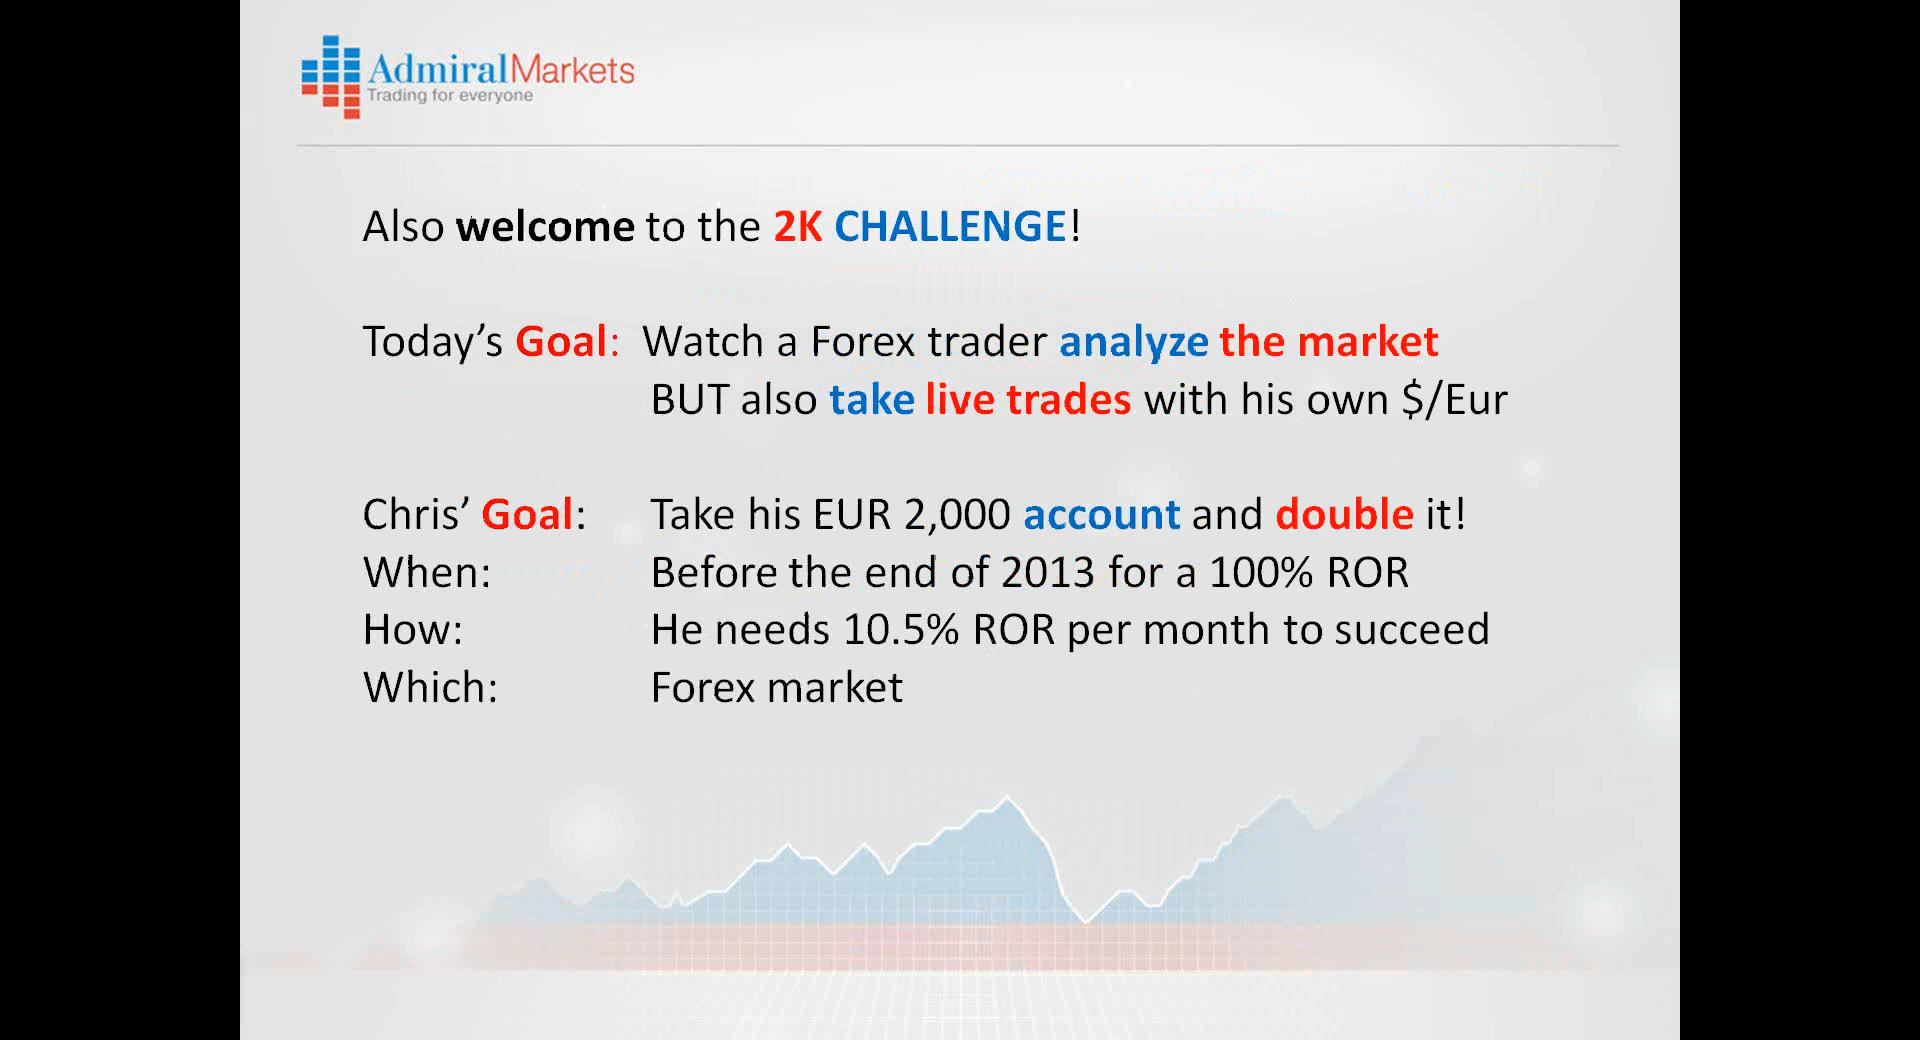 AdmiralMarkets
Trading for everyone
Also welcome to the 2K CHALLENGE!
Today’s Goal: Watch a Forex trader analyze the market
BUT also take live trades with his own $/Eur
Chris’ Goal: Take his EUR 2,000 account and double it!
When: Before the end of 2013 for a 100% ROR
How: He needs 10.5% ROR per month to succeed
Which: Forex market